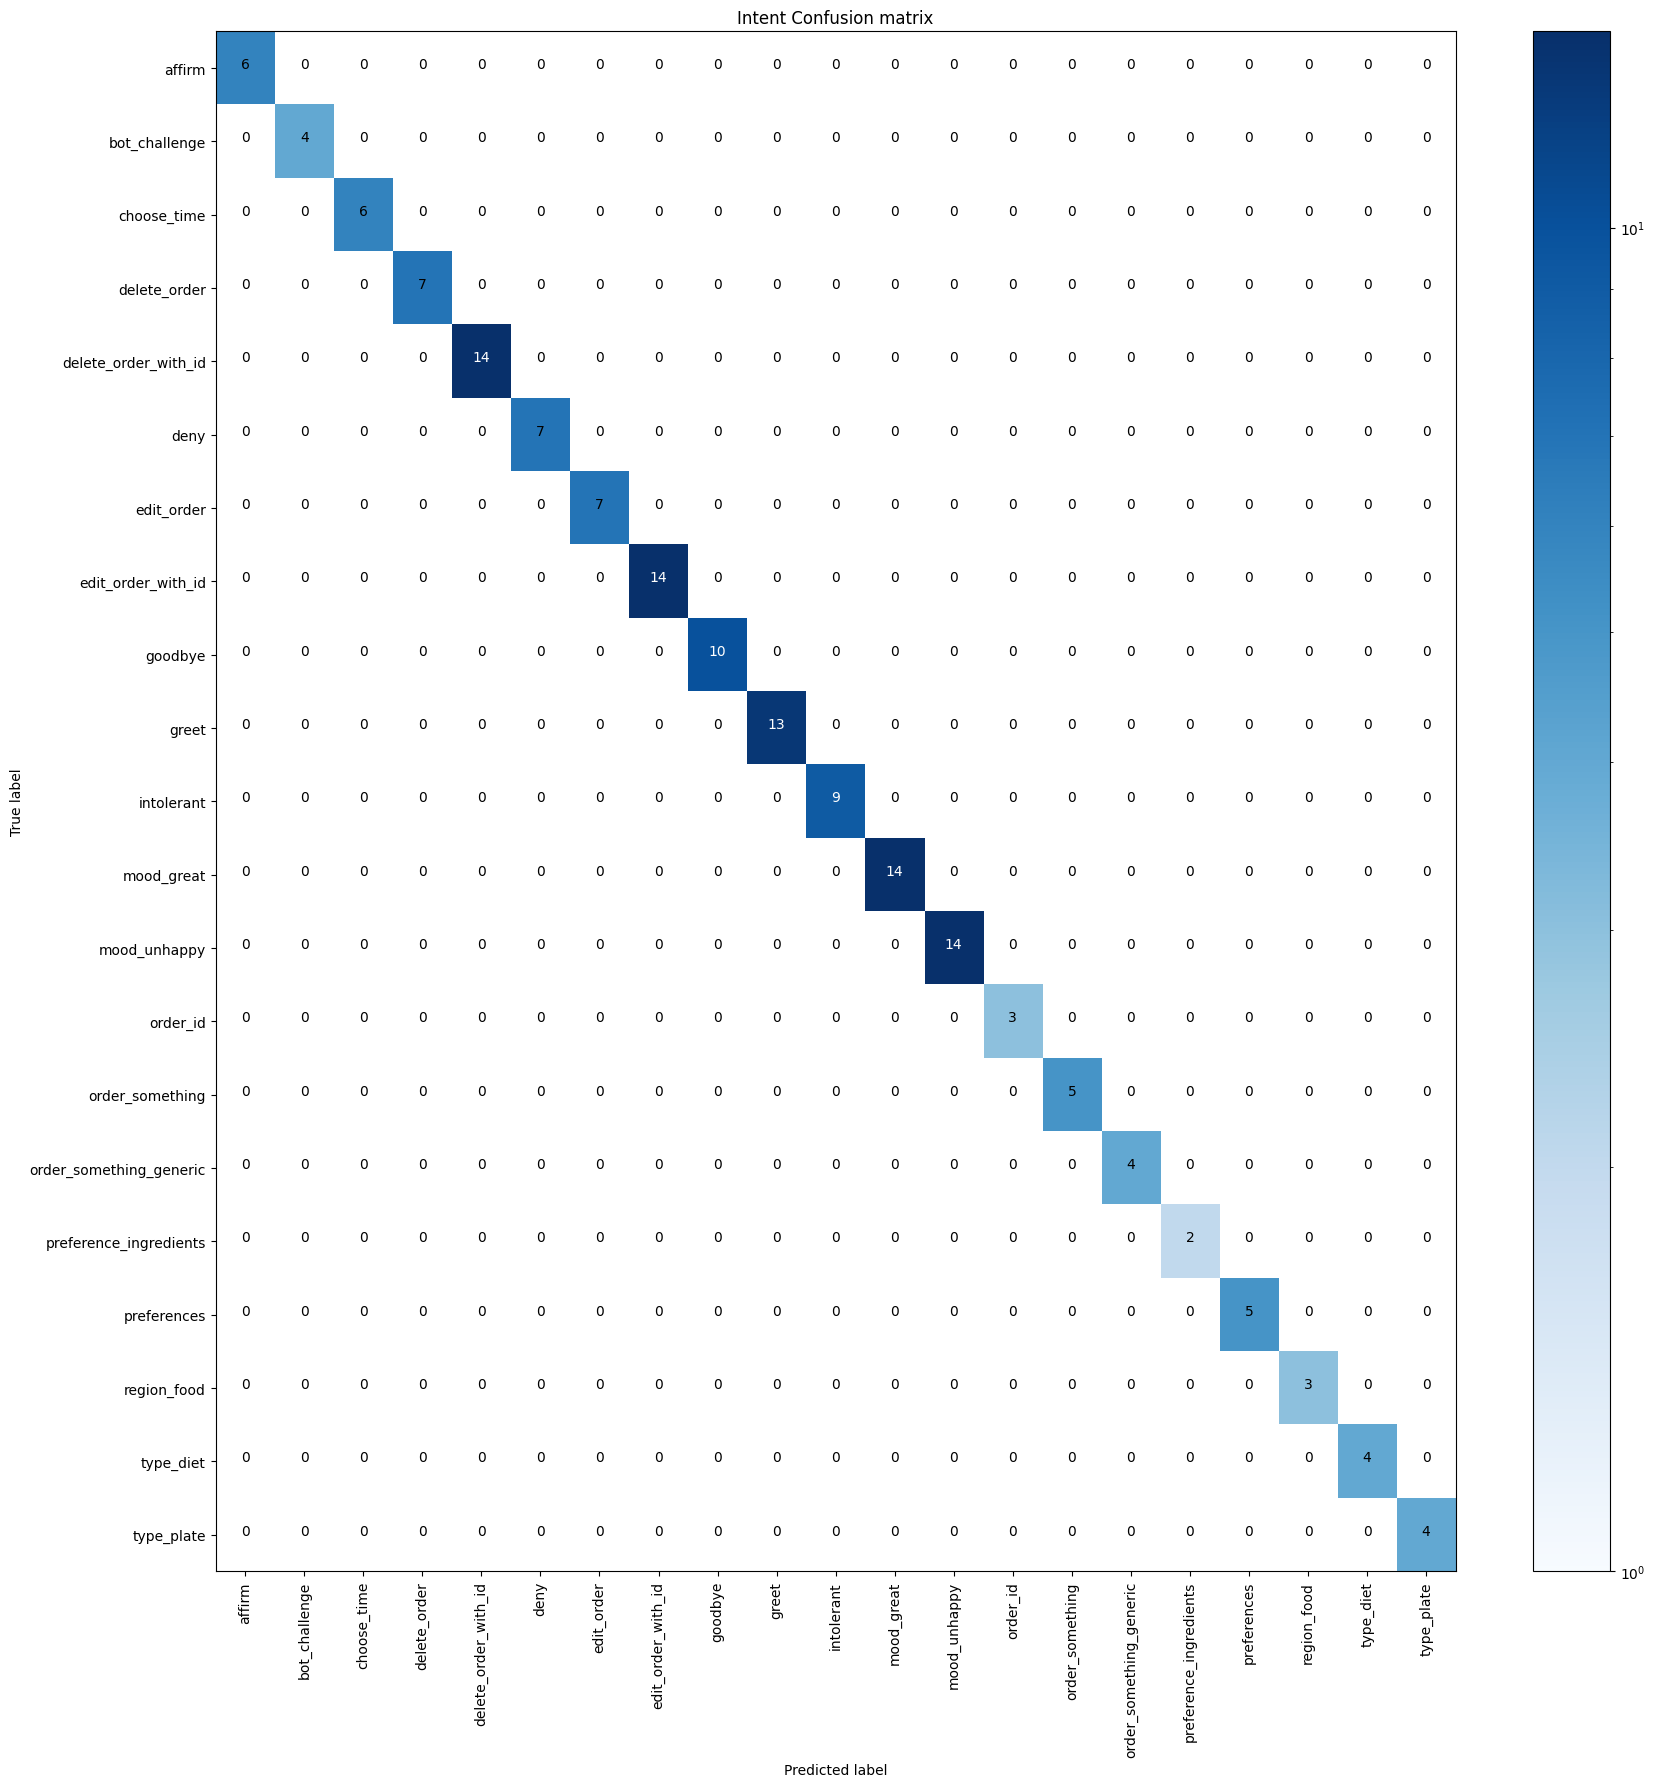 Intent Confusion matrix
affirm 6 0 0 0 0 0 0 0 0 0 0 0 0 0 0 0 0 0 0 0 0
bot_challenge 0 4 0 0 0 0 0 0 0 0 0 0 0 0 0 0 0 0 0 0 0
choose_time 0 0 6 0 0 0 0 0 0 0 0 0 0 0 0 0 0 0 0 0 0
delete_order 0 0 0 7 0 0 0 0 0 0 0 0 0 0 0 0 0 0 0 0 0
delete_order_with_id 0 0 0 0 14 0 0 0 0 0 0 0 0 0 0 0 0 0 0 0 0
deny 0 0 0 0 0 7 0 0 0 0 0 0 0 0 0 0 0 0 0 0 0
edit_order 0 0 0 0 0 0 7 0 0 0 0 0 0 0 0 0 0 0 0 0 0
edit_order_with_id 0 0 0 0 0 0 0 14 0 0 0 0 0 0 0 0 0 0 0 0 0
goodbye 0 0 0 0 0 0 0 0 10 0 0 0 0 0 0 0 0 0 0 0 0
greet 0 0 0 0 0 0 0 0 0 13 0 0 0 0 0 0 0 0 0 0 0
intolerant 0 0 0 0 0 0 0 0 0 0 9 0 0 0 0 0 0 0 0 0 0
mood_great 0 0 0 0 0 0 0 0 0 0 0 14 0 0 0 0 0 0 0 0 0
mood_unhappy 0 0 0 0 0 0 0 0 0 0 0 0 14 0 0 0 0 0 0 0 0
order_id 0 0 0 0 0 0 0 0 0 0 0 0 0 3 0 0 0 0 0 0 0
order_something 0 0 0 0 0 0 0 0 0 0 0 0 0 0 5 0 0 0 0 0 0
order_something_generic 0 0 0 0 0 0 0 0 0 0 0 0 0 0 0 4 0 0 0 0 0
preference_ingredients 0 0 0 0 0 0 0 0 0 0 0 0 0 0 0 0 2 0 0 0 0
preferences 0 0 0 0 0 0 0 0 0 0 0 0 0 0 0 0 0 5 0 0 0
region_food 0 0 0 0 0 0 0 0 0 0 0 0 0 0 0 0 0 0 3 0 0
type_diet 0 0 0 0 0 0 0 0 0 0 0 0 0 0 0 0 0 0 0 4 0
type_plate 0 0 0 0 0 0 0 0 0 0 0 0 0 0 0 0 0 0 0 0 4
True label
affirm
bot_challenge
choose_time
delete_order
delete_order_with_id
deny
edit_order
edit_order_with_id
goodbye
greet
intolerant
mood_great
mood_unhappy
order_id
order_something
order_something_generic
preference_ingredients
preferences
region_food
type_diet
type_plate
Predicted label
10¹
10⁰